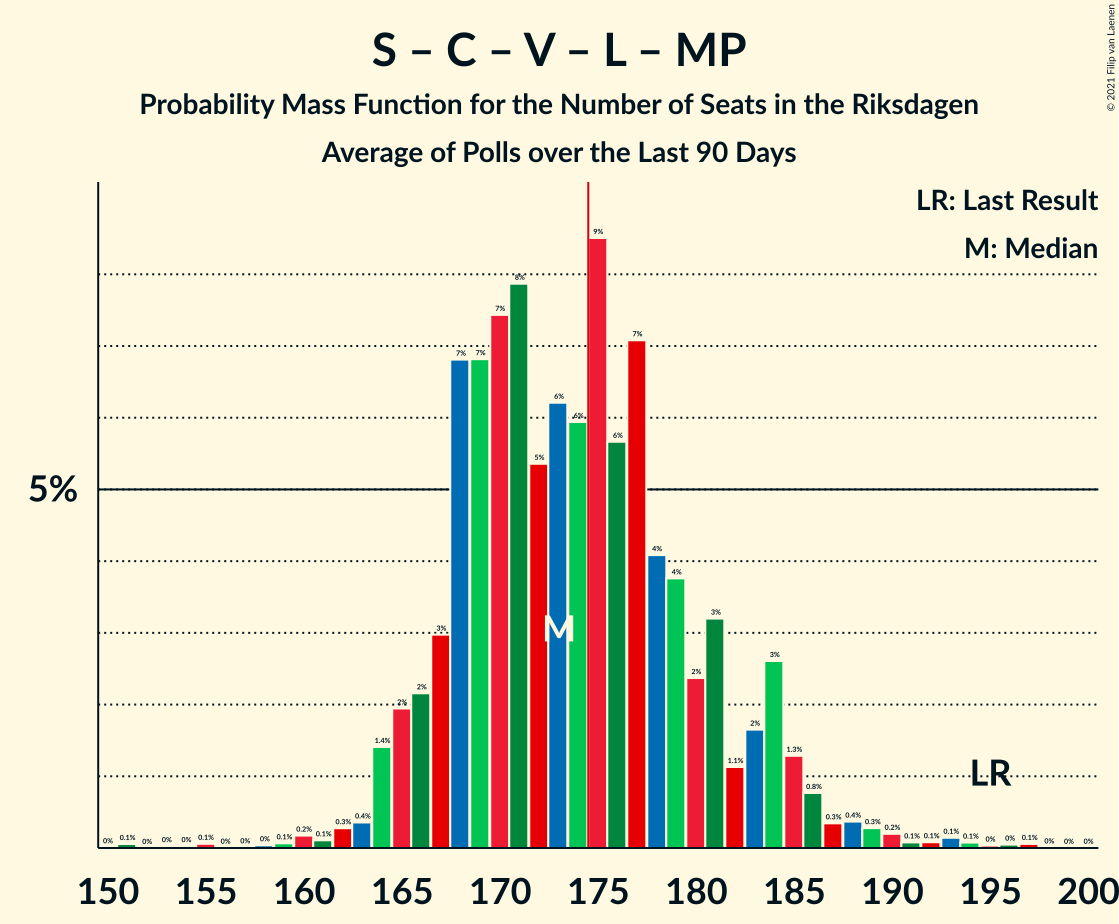 S – C – V – L – MP
Probability Mass Function for the Number of Seats in the Riksdagen
Average of Polls over the Last 90 Days
© 2021 Filip van Laenen
LR: Last Result
M: Median
5%
0% 0.1% 0% 0% 0% 0.1% 0% 0% 0% 0.1% 0.2% 0.1% 0.3% 0.4% 1.4% 2% 2% 3% 7% 7% 7% 8% 5% 6% 6% 9% 6% 7% 4% 4% 2% 3% 1.1% 2% 3% 1.3% 0.8% 0.3% 0.4% 0.3% 0.2% 0.1% 0.1% 0.1% 0.1% 0% 0% 0.1% 0% 0% 0%
M
LR
150 155 160 165 170 175 180 185 190 195 200